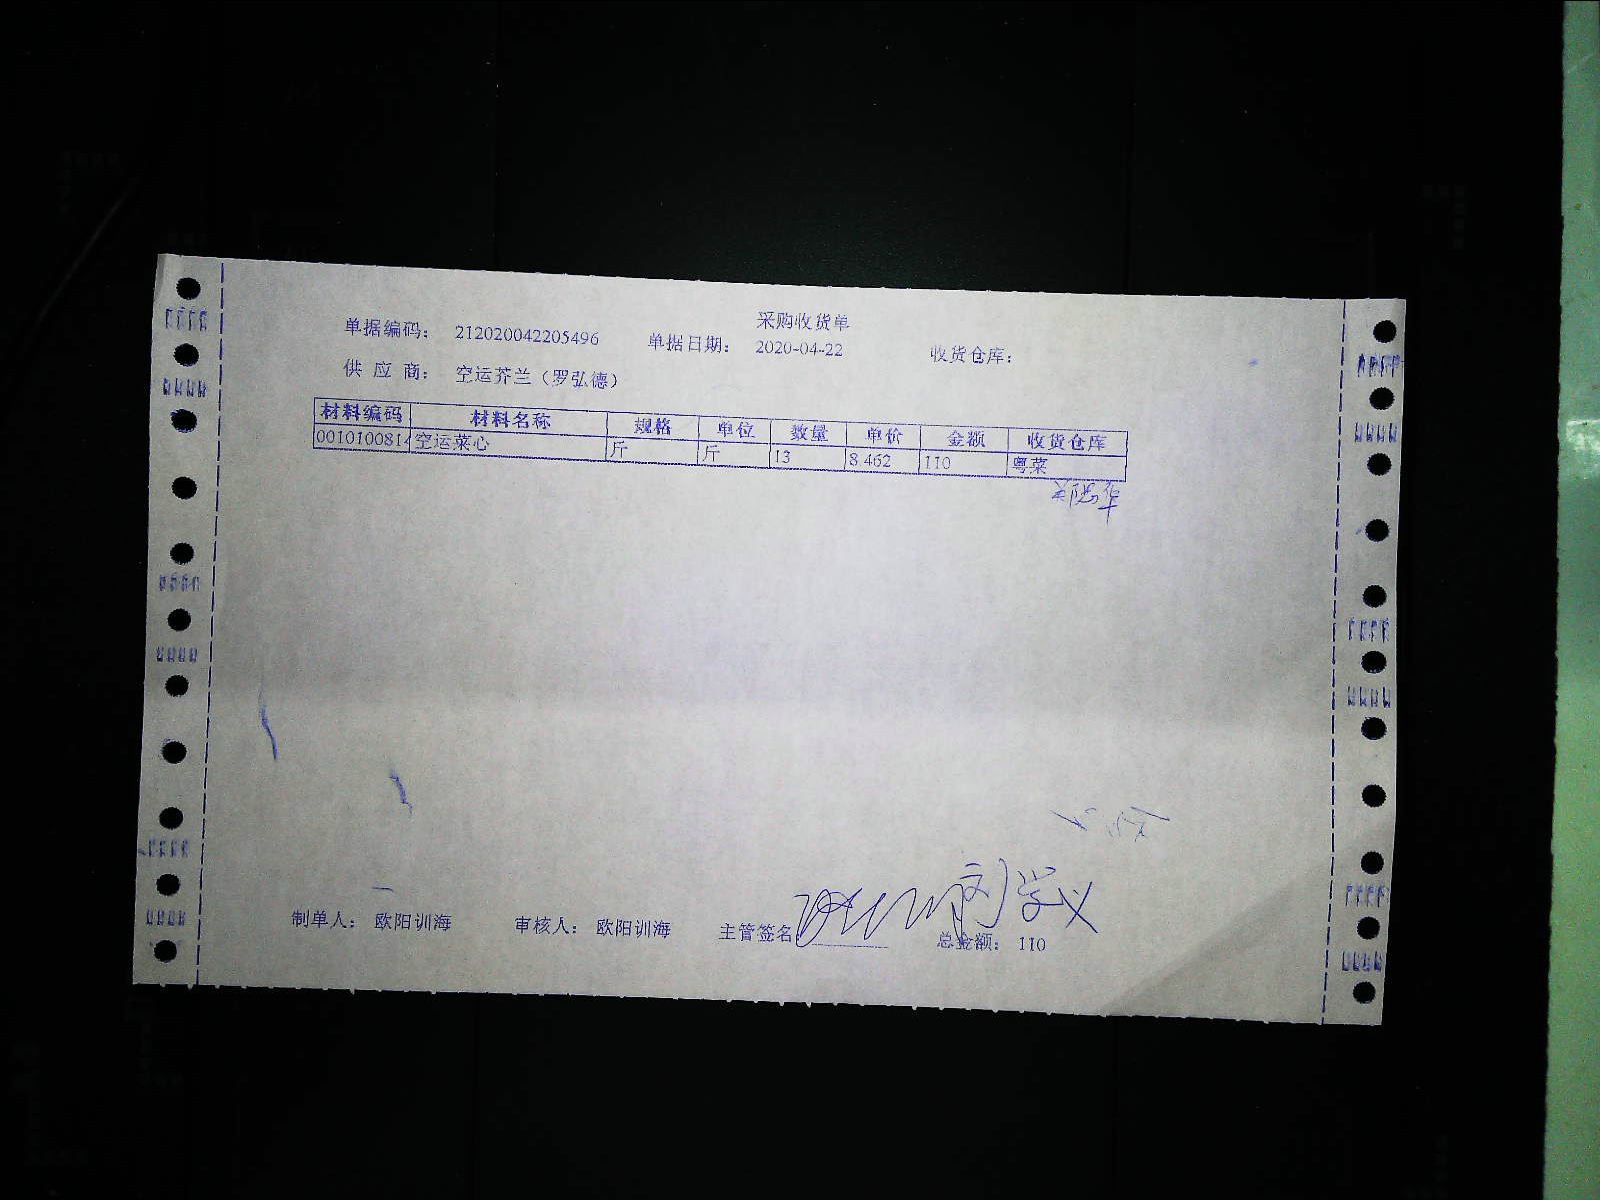 采购收货单
单据编码： 212020042205496 单据日期： 2020-04-22 收货仓库：
供 应 商： 空运芥兰（罗弘德）
材料编码 材料名称 规格 单位 数量 单价 金额 收货仓库
0010100814 空运菜心 斤 斤 13 8.462 110 粤菜
刘学义
制单人： 欧阳训海 审核人： 欧阳训海 主管签名： 总金额： 110